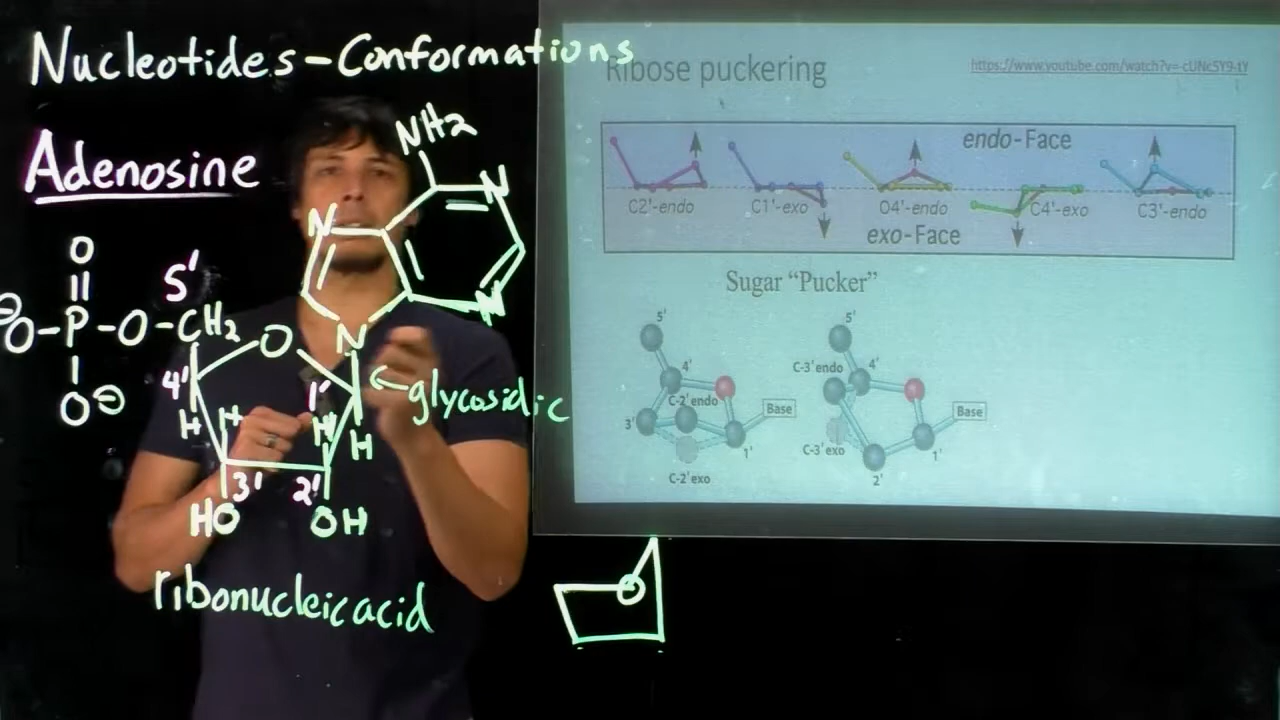 Nucleotides-Conformations
Adenosine
NH2
N
N
N
N
O
5'
⊖O-P-O-CH2
O
O⊖
4'
1'
H
H
H
H
3'
2'
HO
OH
←glycosidic
ribonucleic acid
Ribose puckering
https://www.youtube.com/watch?v=-cUNc5Y9-tY
endo-Face
C2'-endo
C1'-exo
O4'-endo
C4'-exo
C3'-endo
exo-Face
Sugar "Pucker"
5'
4'
C-2'endo
3'
Base
1'
C-2'exo
5'
C-3'endo
4'
Base
C-3'exo
1'
2'